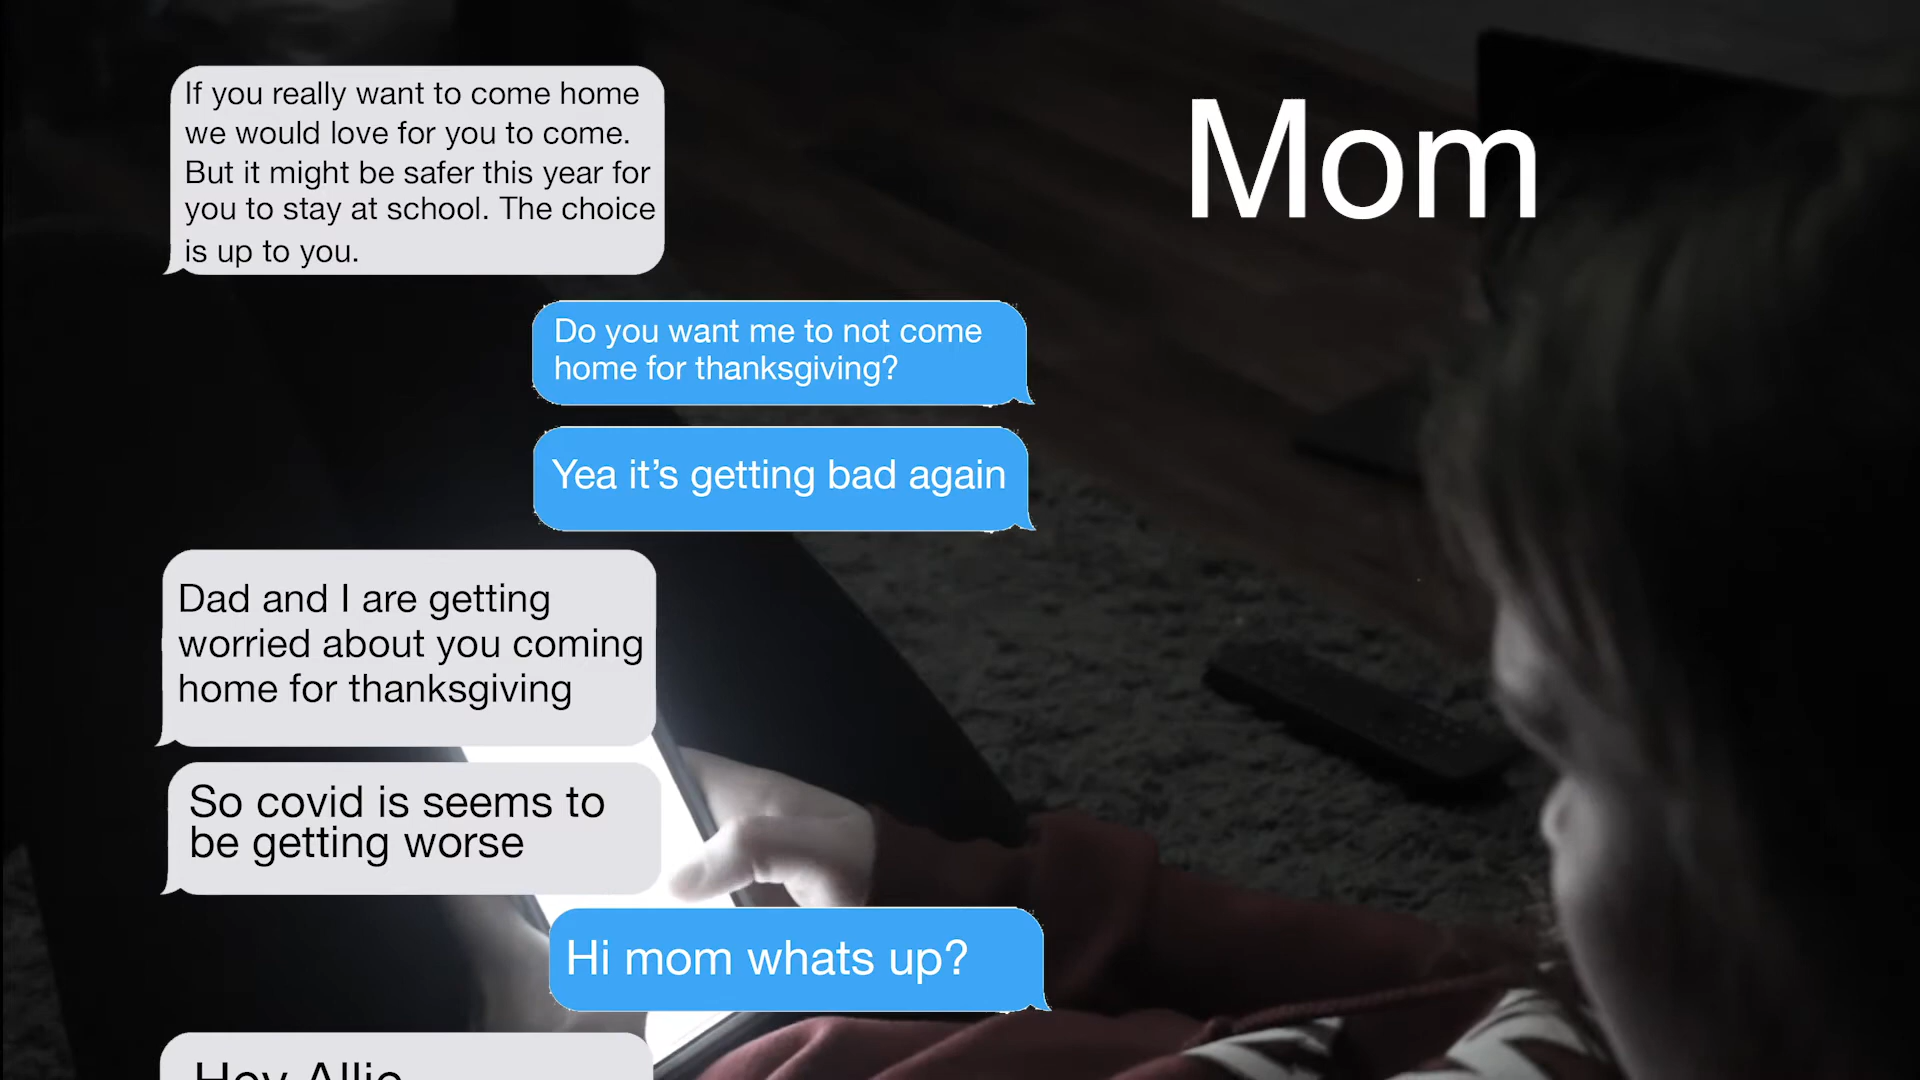 If you really want to come home
we would love for you to come.
But it might be safer this year for
you to stay at school. The choice
is up to you.
Mom
Do you want me to not come
home for thanksgiving?
Yea it’s getting bad again
Dad and I are getting
worried about you coming
home for thanksgiving
So covid is seems to
be getting worse
Hi mom whats up?
Hey Allie